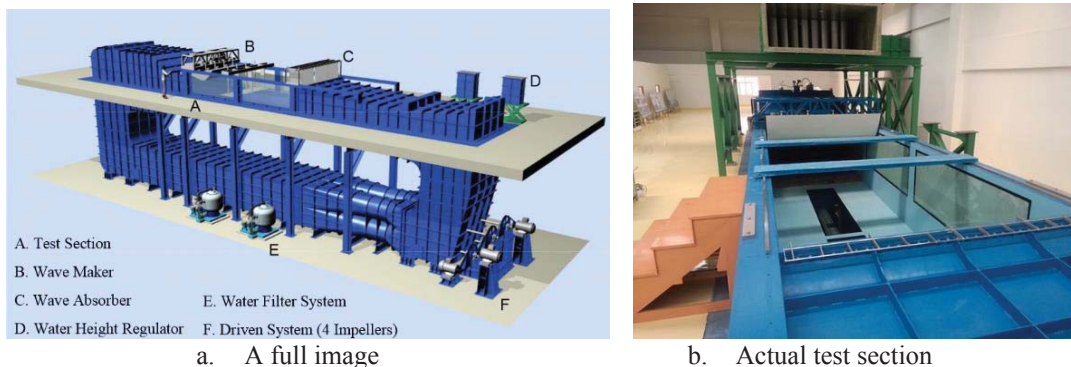 B
C
D
A
E
F
A. Test Section
B. Wave Maker
C. Wave Absorber
E. Water Filter System
D. Water Height Regulator
F. Driven System (4 Impellers)
a. A full image
b. Actual test section